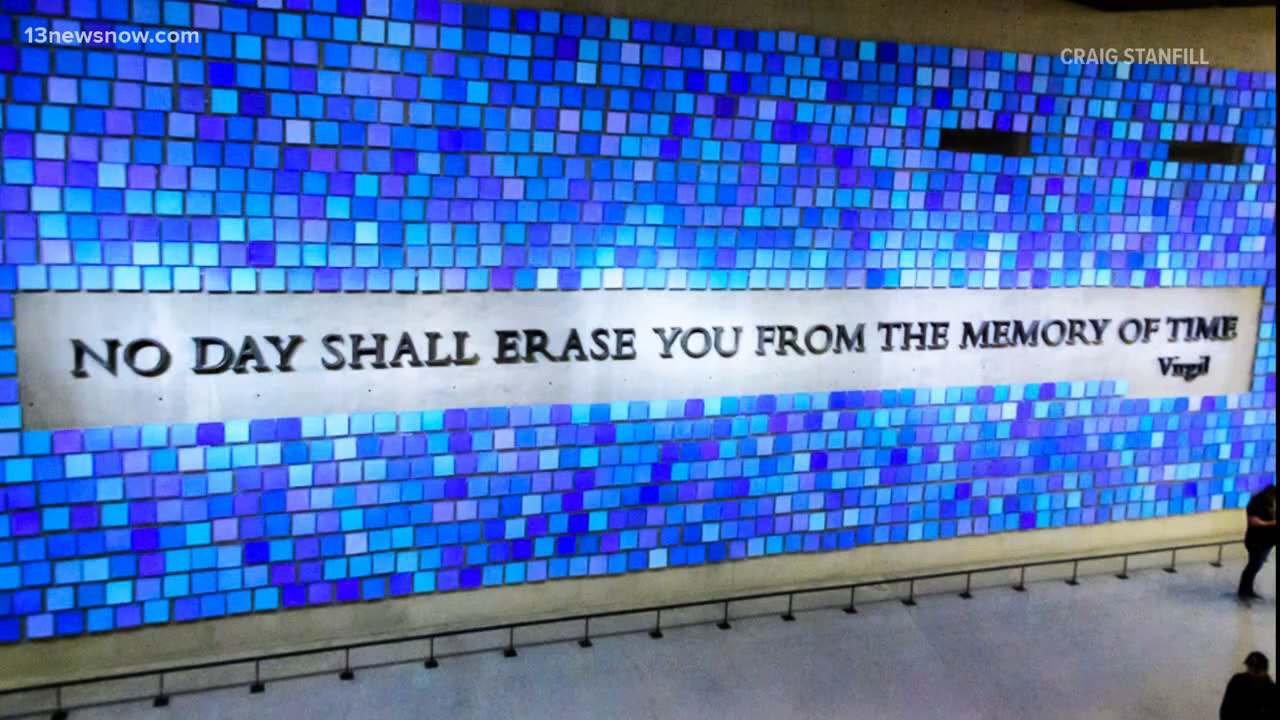 13newsnow.com
CRAIG STANFILL
NO DAY SHALL ERASE YOU FROM THE MEMORY OF TIME
Virgil